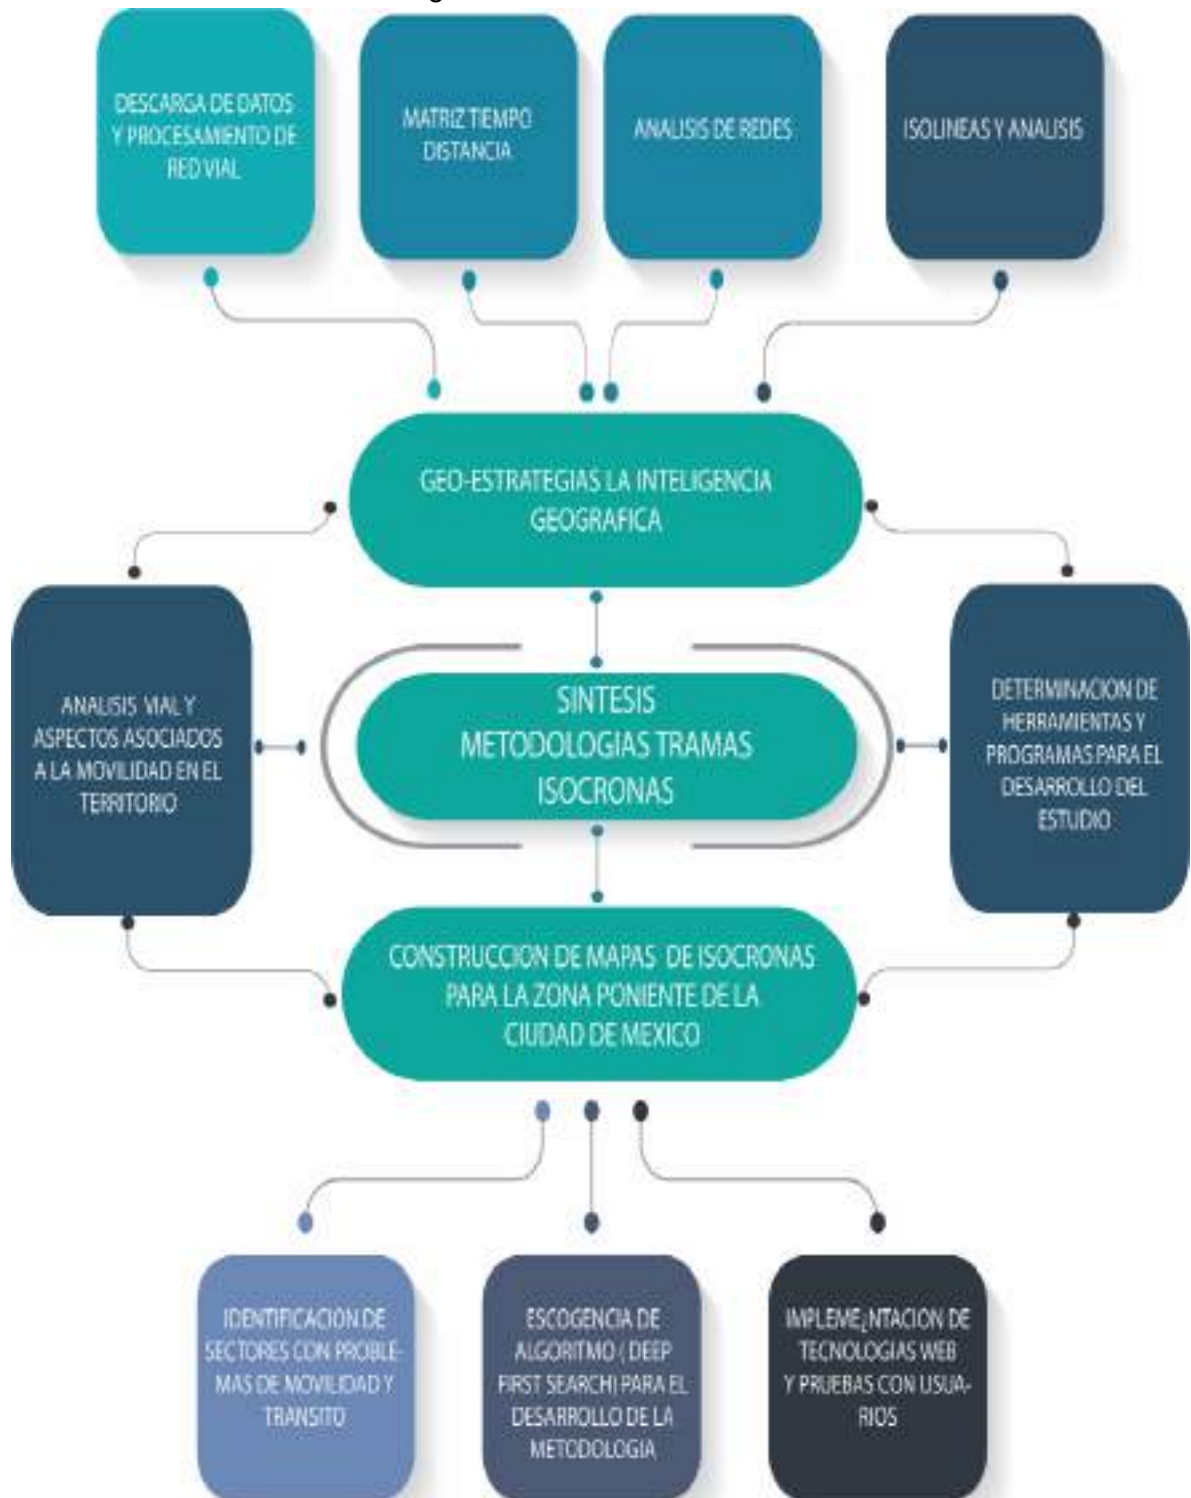 DESCARGA DE DATOS
Y PROCESAMIENTO DE
RED VIAL
MATRIZ TIEMPO
DISTANCIA
ANALISIS DE REDES
ISOLINEAS Y ANALISIS
GEO-ESTRATEGIAS LA INTELIGENCIA
GEOGRAFICA
ANALISIS VIAL Y
ASPECTOS ASOCIADOS
A LA MOVILIDAD EN EL
TERRITORIO
SINTESIS
METODOLOGIAS TRAMAS
ISOCRONAS
DETERMINACION DE
HERRAMIENTAS Y
PROGRAMAS PARA EL
DESARROLLO DEL
ESTUDIO
CONSTRUCCION DE MAPAS DE ISOCRONAS
PARA LA ZONA PONIENTE DE LA
CIUDAD DE MEXICO
IDENTIFICACION DE
SECTORES CON PROBLE-
MAS DE MOVILIDAD Y
TRANSITO
ESCOGENCIA DE
ALGORITMO ( DEEP
FIRST SEARCH) PARA EL
DESARROLLO DE LA
METODOLOGIA
IMPLEME¿NTACION DE
TECNOLOGIAS WEB
Y PRUEBAS CON USUA-
RIOS